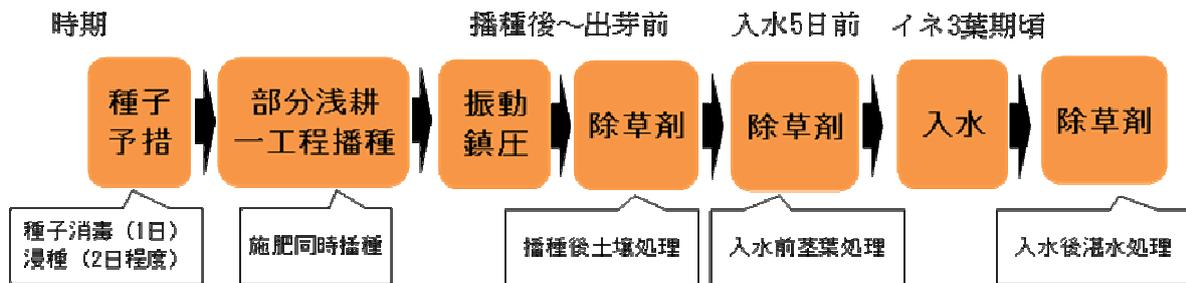 時期
播種後～出芽前
入水5日前
イネ3葉期頃
種子
予措
部分浅耕
一工程播種
振動
鎮圧
除草剤
除草剤
入水
除草剤
種子消毒（1日）
浸種（2日程度）
施肥同時播種
播種後土壌処理
入水前茎葉処理
入水後湛水処理